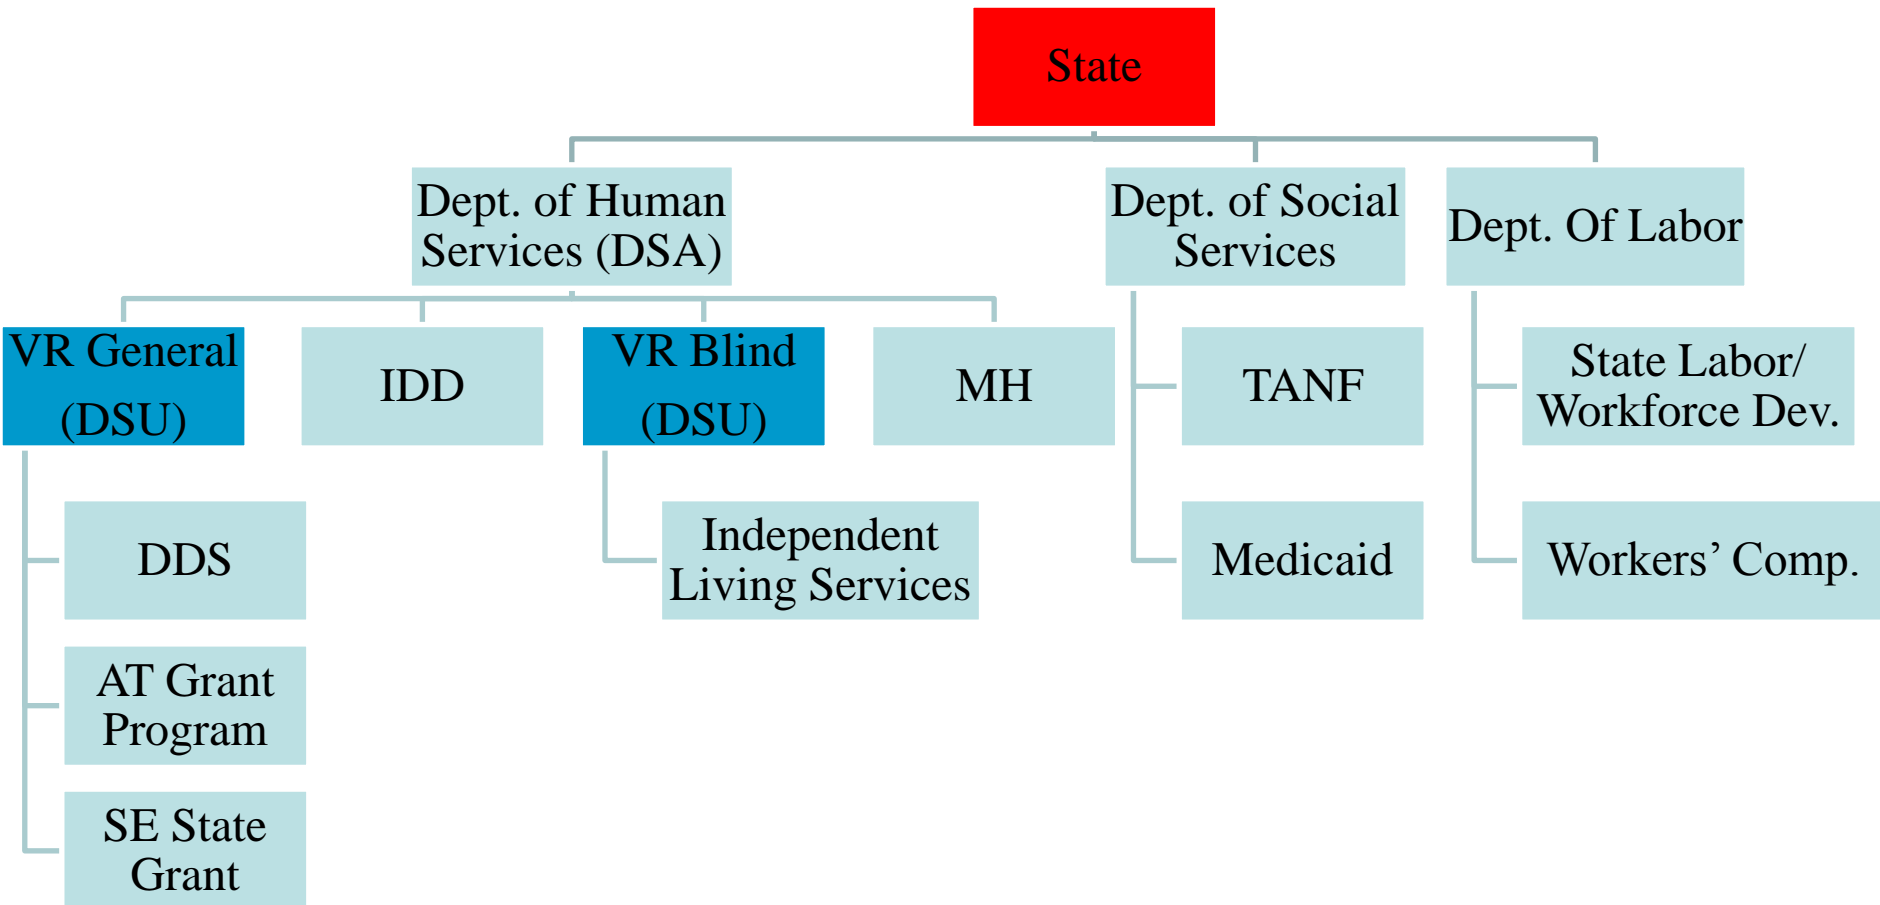 State
Dept. of Human
Services (DSA)
Dept. of Social
Services
Dept. Of Labor
VR General
(DSU)
IDD
VR Blind
(DSU)
MH
TANF
State Labor/
Workforce Dev.
DDS
Independent
Living Services
Medicaid
Workers’ Comp.
AT Grant
Program
SE State
Grant